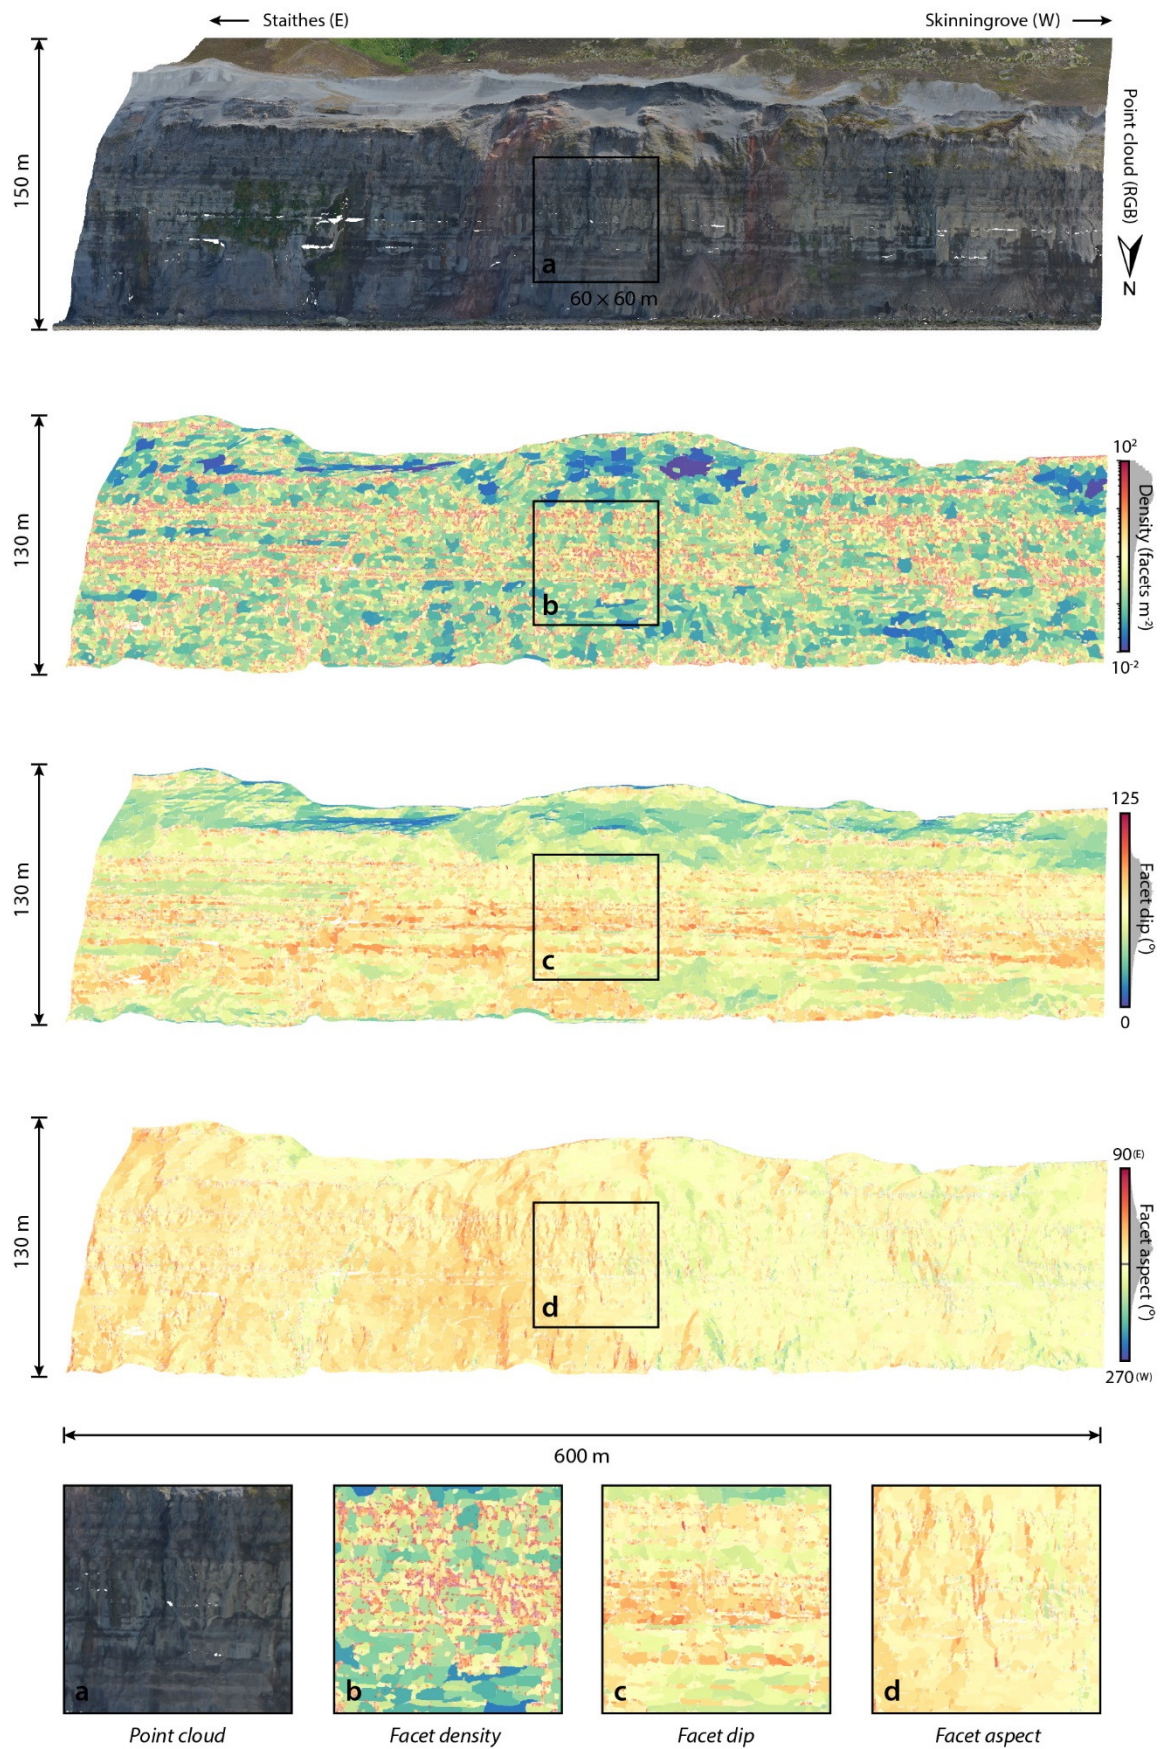 Staithes (E)
Skinningrove (W)
150 m
Point cloud (RGB)
N
a
60 × 60 m
130 m
b
10²
Density (facets m⁻²)
10⁻²
130 m
c
125
Facet dip (°)
0
130 m
d
90(E)
Facet aspect (°)
270(W)
600 m
a
b
c
d
Point cloud
Facet density
Facet dip
Facet aspect